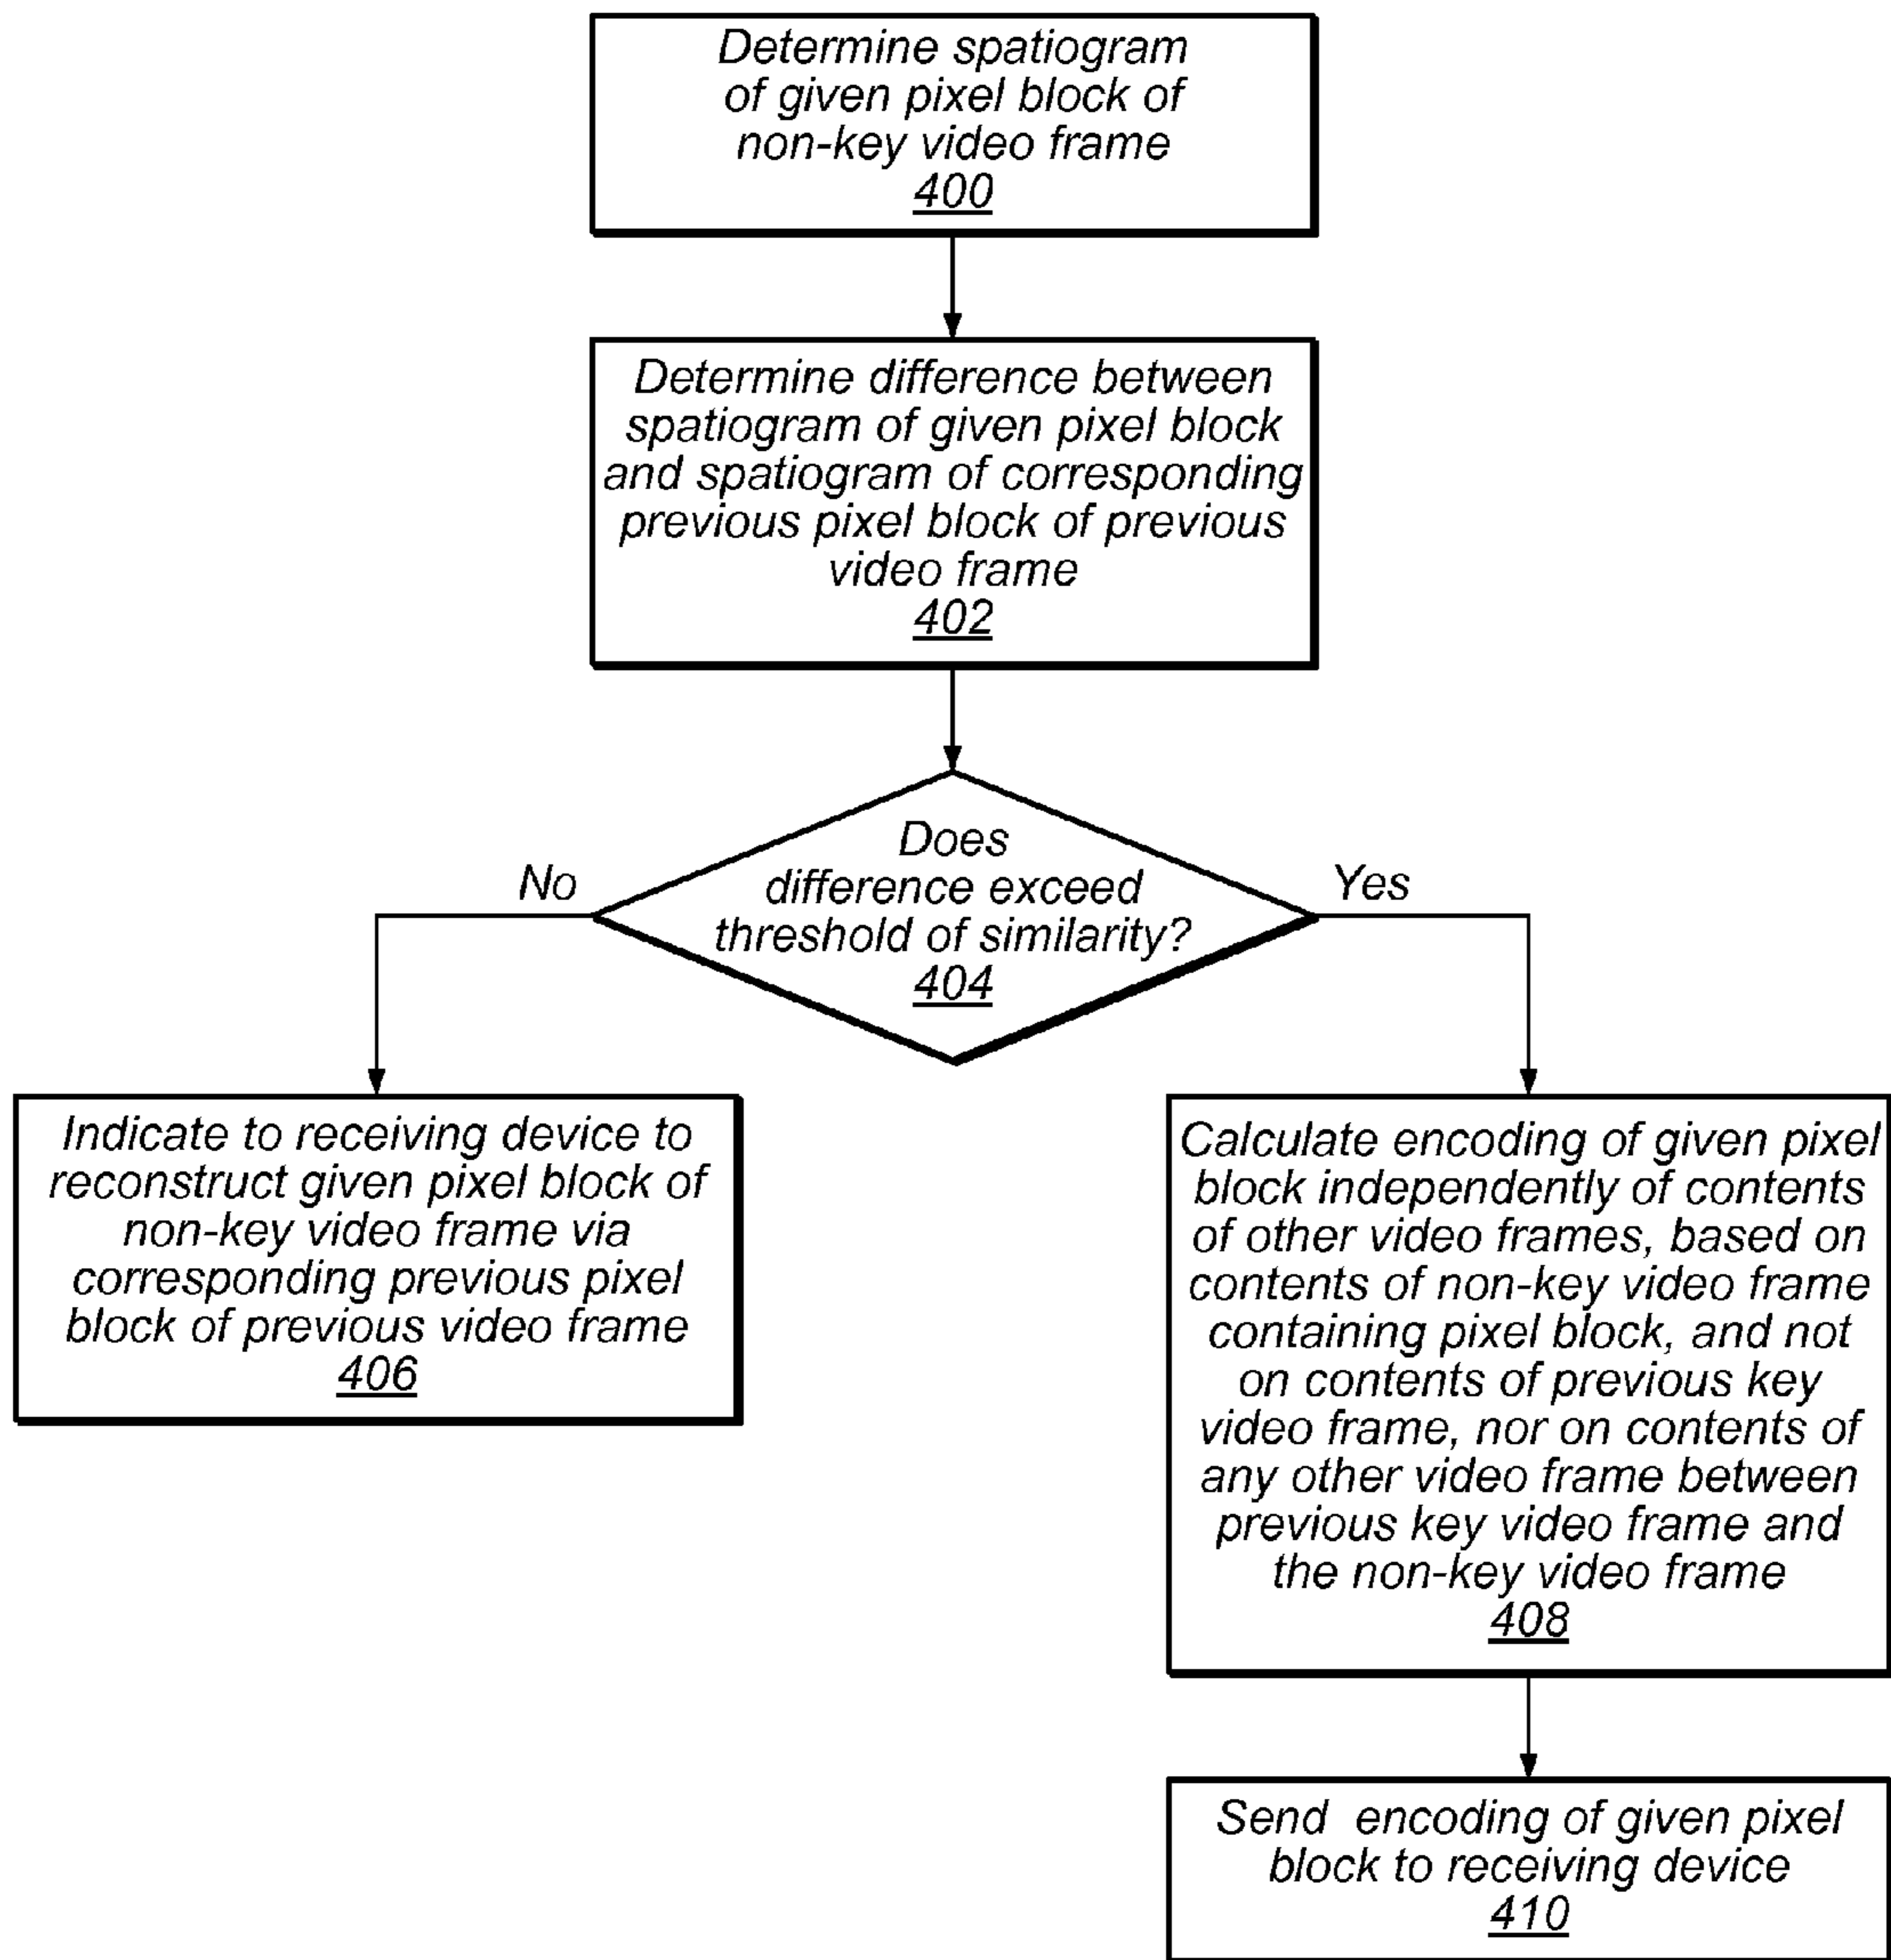 Determine spatiogram
of given pixel block of
non-key video frame
400
Determine difference between
spatiogram of given pixel block
and spatiogram of corresponding
previous pixel block of previous
video frame
402
Does
difference exceed
threshold of similarity?
404
No
Yes
Indicate to receiving device to
reconstruct given pixel block of
non-key video frame via
corresponding previous pixel
block of previous video frame
406
Calculate encoding of given pixel
block independently of contents
of other video frames, based on
contents of non-key video frame
containing pixel block, and not
on contents of previous key
video frame, nor on contents of
any other video frame between
previous key video frame and
the non-key video frame
408
Send encoding of given pixel
block to receiving device
410